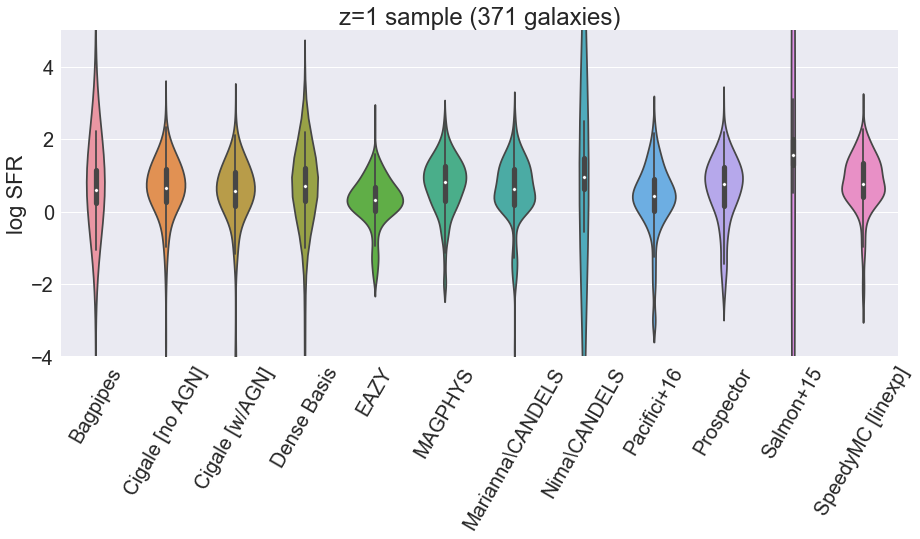 z=1 sample (371 galaxies)
log SFR
4
2
0
−2
−4
Bagpipes
Cigale [no AGN]
Cigale [w/AGN]
Dense Basis
EAZY
MAGPHYS
Marianna\CANDELS
Nima\CANDELS
Pacifici+16
Prospector
Salmon+15
SpeedyMC [linexp]